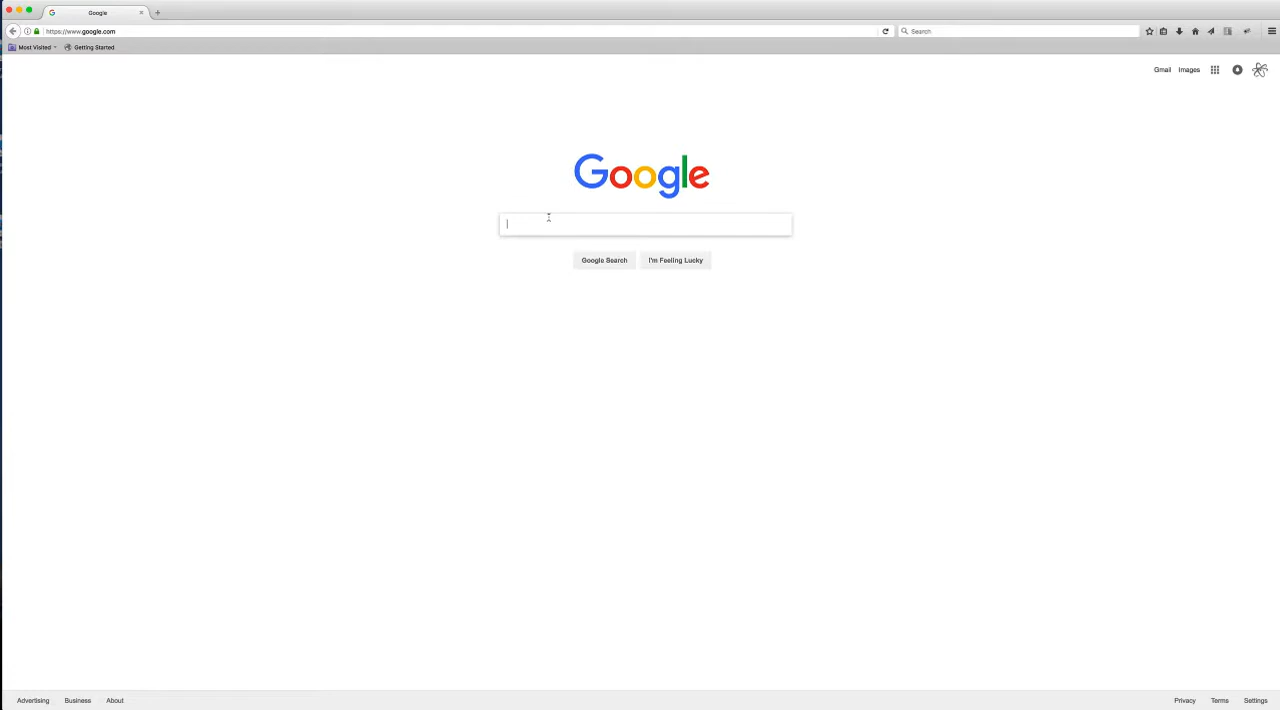 Google
https://www.google.com
Search
Most Visited
Getting Started
Gmail
Images
Google
Google Search
I'm Feeling Lucky
Advertising
Business
About
Privacy
Terms
Settings